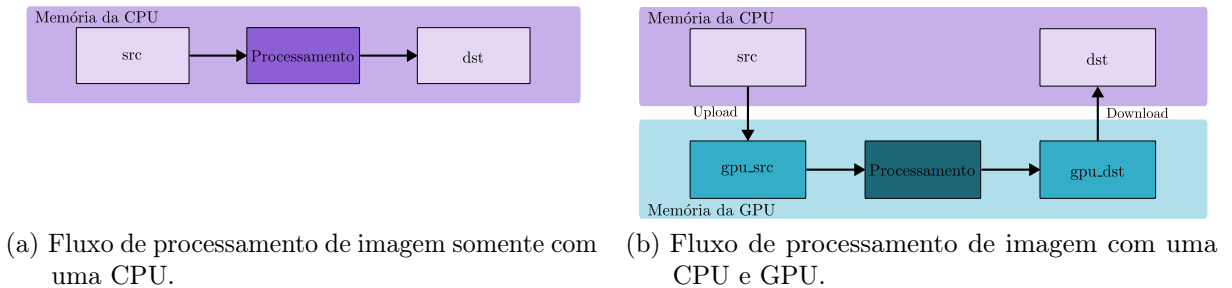 Memória da CPU
src
Processamento
dst
(a) Fluxo de processamento de imagem somente com
uma CPU.
Memória da CPU
src
dst
Upload
Download
gpu_src
Processamento
gpu_dst
Memória da GPU
(b) Fluxo de processamento de imagem com uma
CPU e GPU.